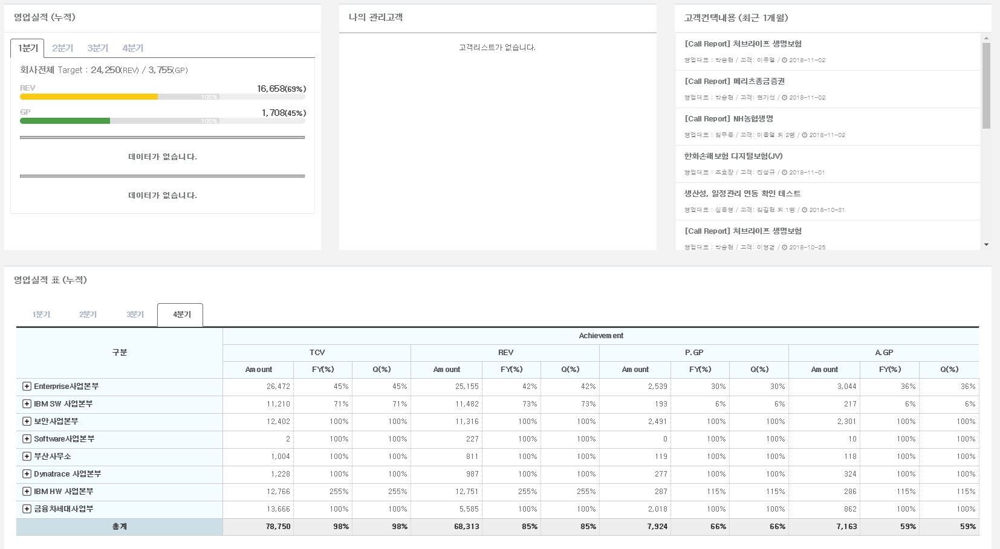 영업실적 (누적)
1분기 2분기 3분기 4분기
회사전체 Target : 24,250(REV) / 3,755(GP)
REV 16,658(69%)
100%
GP 1,708(45%)
100%
데이터가 없습니다.
데이터가 없습니다.
나의 관리고객
고객리스트가 없습니다.
고객컨택내용 (최근 1개월)
[Call Report] 처브라이프 생명보험
영업대표 : 박승현 / 고객: 이유열 / 2018-11-02
[Call Report] 메리츠종금증권
영업대표 : 박승현 / 고객: 권기선 / 2018-11-02
[Call Report] NH농협생명
영업대표 : 임주윤 / 고객: 이돌열 외 2명 / 2018-11-02
한화손해보험 디지털보험(JV)
영업대표 : 조효장 / 고객: 진설규 / 2018-11-01
생산성, 일정관리 연동 확인 테스트
영업대표 : 심윤영 / 고객: 김길현 외 1명 / 2018-10-31
[Call Report] 처브라이프 생명보험
영업대표 : 박승현 / 고객: 이영겸 / 2018-10-25
영업실적 표 (누적)
1분기 2분기 3분기 4분기
구분 Achievement
TCV REV P.GP A.GP
Amount FY(%) Q(%) Amount FY(%) Q(%) Amount FY(%) Q(%) Amount FY(%) Q(%)
Enterprise사업본부 26,472 45% 45% 25,155 42% 42% 2,539 30% 30% 3,044 36% 36%
IBM SW 사업본부 11,210 71% 71% 11,482 73% 73% 193 6% 6% 217 6% 6%
보안사업본부 12,402 100% 100% 11,316 100% 100% 2,491 100% 100% 2,301 100% 100%
Software사업본부 2 100% 100% 227 100% 100% 0 100% 100% 10 100% 100%
부산사무소 1,004 100% 100% 811 100% 100% 119 100% 100% 118 100% 100%
Dynatrace 사업본부 1,228 100% 100% 987 100% 100% 277 100% 100% 324 100% 100%
IBM HW 사업본부 12,766 255% 255% 12,751 255% 255% 287 115% 115% 286 115% 115%
금융차세대사업부 13,666 100% 100% 5,585 100% 100% 2,018 100% 100% 862 100% 100%
총계 78,750 98% 98% 68,313 85% 85% 7,924 66% 66% 7,163 59% 59%